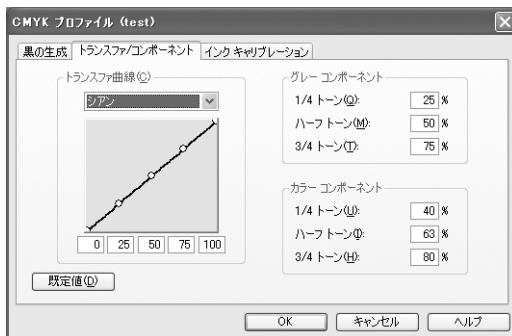 CMYK プロファイル (test)
黒の生成 トランスファ/コンポーネント インク キャリブレーション
トランスファ曲線(C)
シアン
0 25 50 75 100
既定値(D)
グレー コンポーネント
1/4 トーン(Q): 25 %
ハーフ トーン(M): 50 %
3/4 トーン(T): 75 %
カラー コンポーネント
1/4 トーン(U): 40 %
ハーフ トーン(I): 63 %
3/4 トーン(H): 80 %
OK キャンセル ヘルプ